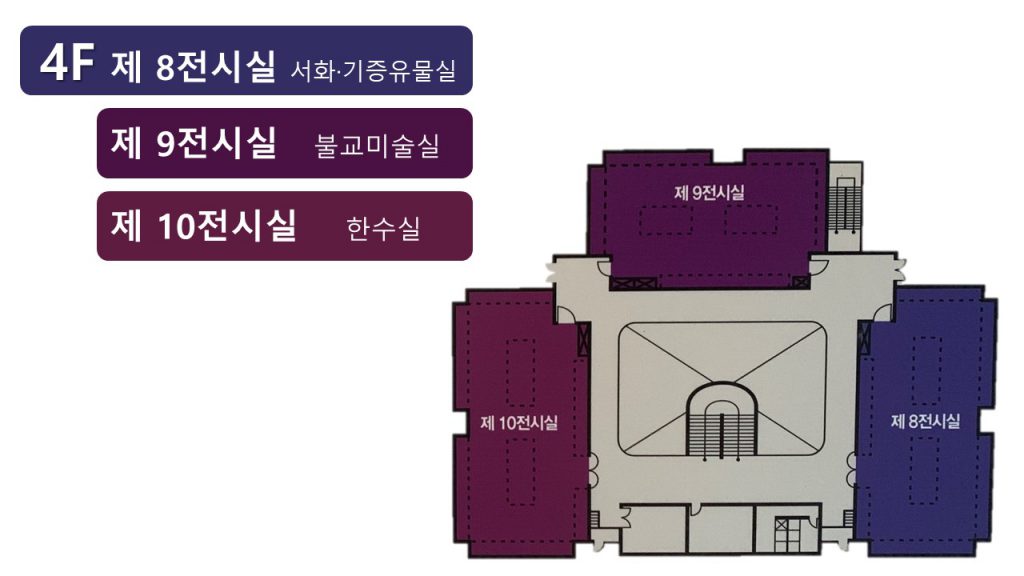 4F 제 8전시실 서화·기증유물실
제 9전시실 불교미술실
제 10전시실 한수실
제 9전시실
제 10전시실
제 8전시실